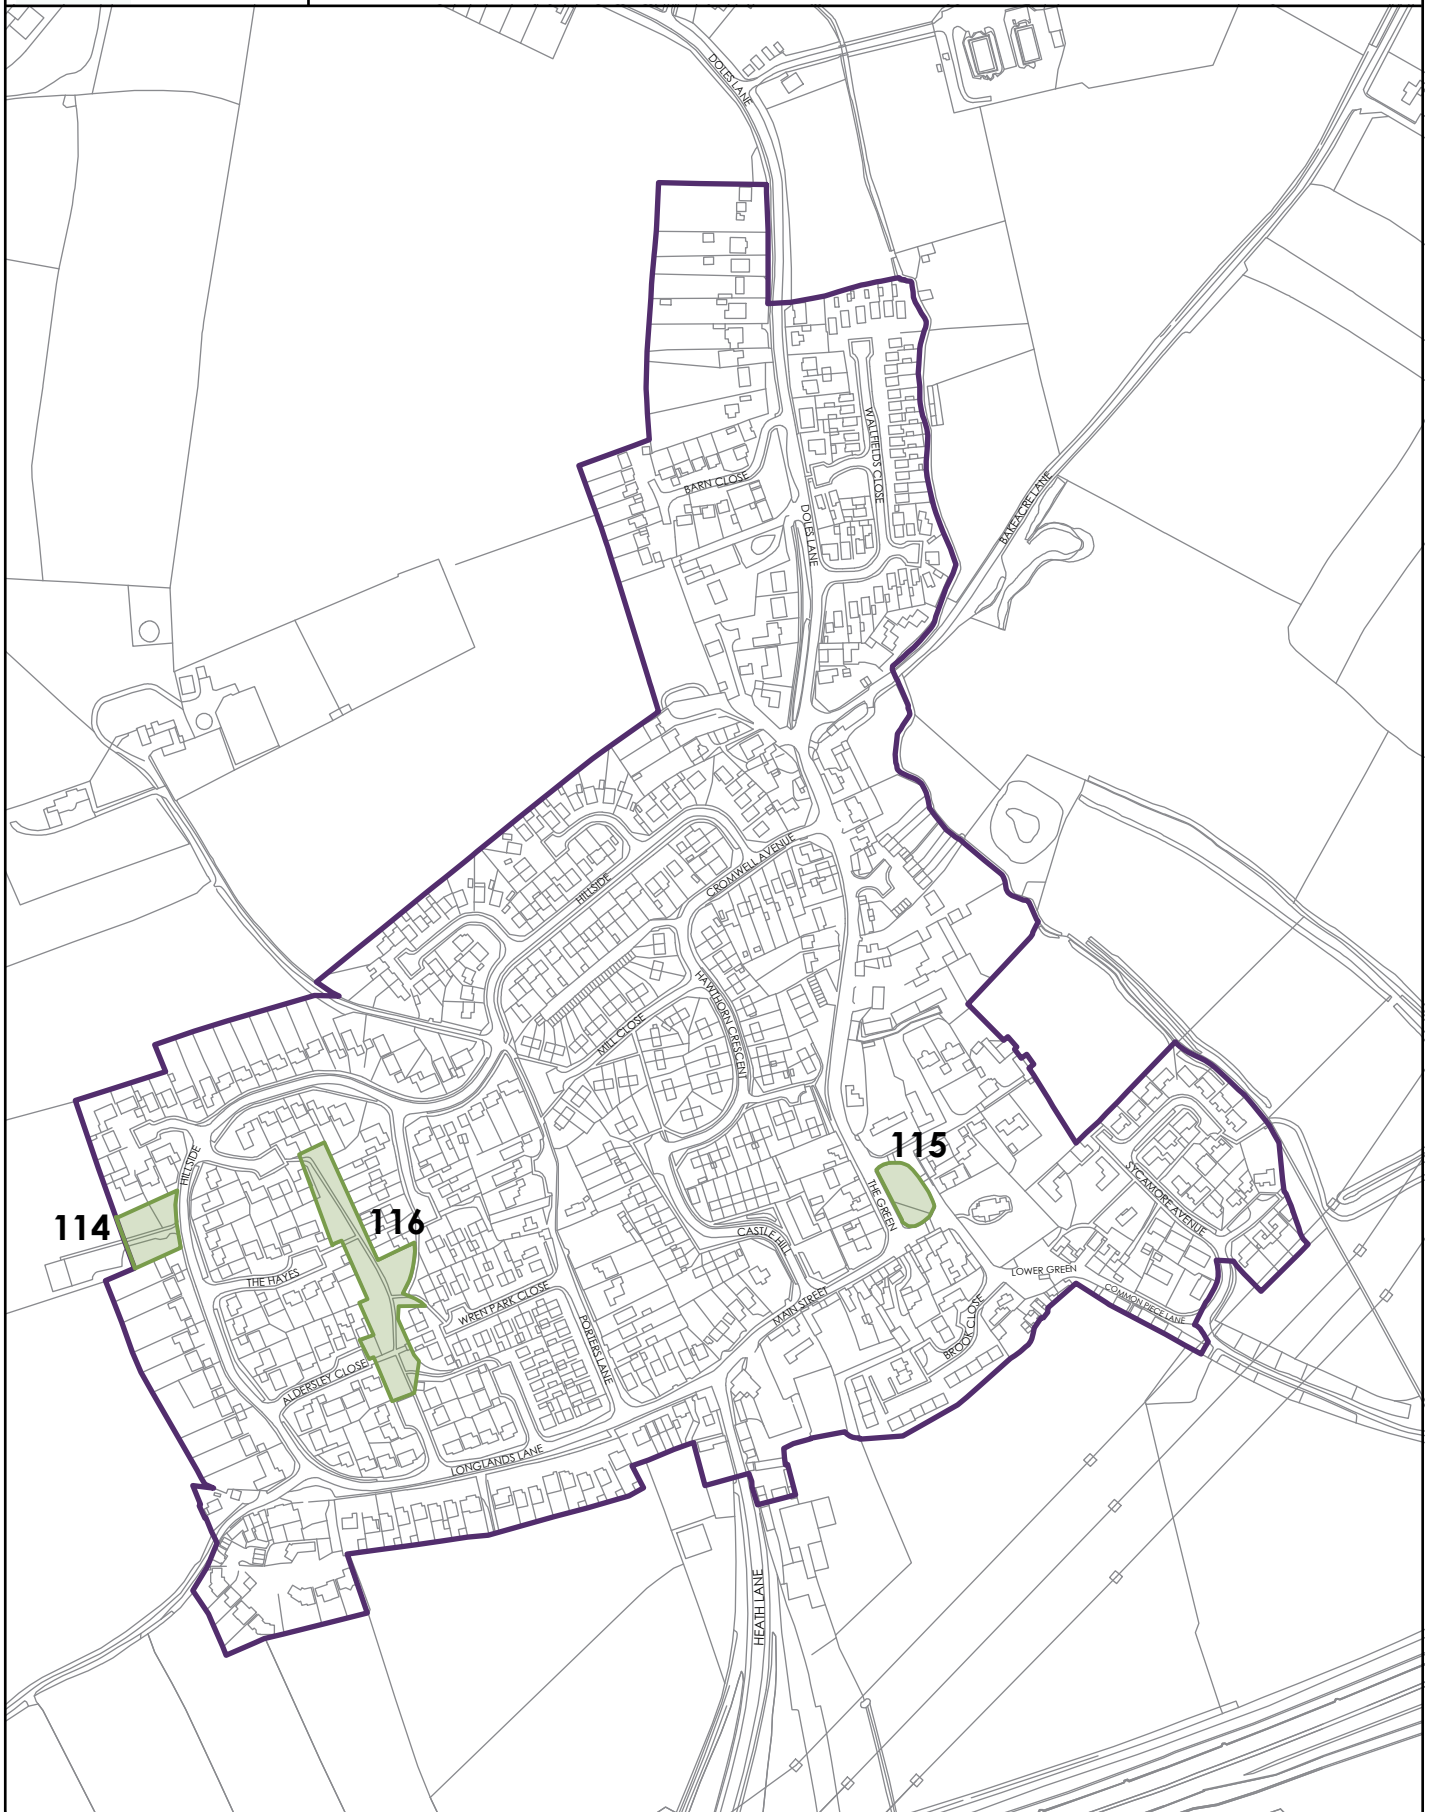 DOLES LANE
WALLFIELDS CLOSE
BARN CLOSE
BAKEACRE LANE
DOLES LANE
CROMWELL AVENUE
HILLSIDE
HAWTHORN CRESCENT
MILL CLOSE
115
HILLSIDE
SYCAMORE AVENUE
THE GREEN
114
116
CASTLE HILL
THE HAYES
LOWER GREEN
WREN PARK CLOSE
MAIN STREET
COMMON PIECE LANE
BROOK CLOSE
PORTERS LANE
ALDERSLEY CLOSE
LONGLANDS LANE
HEATH LANE